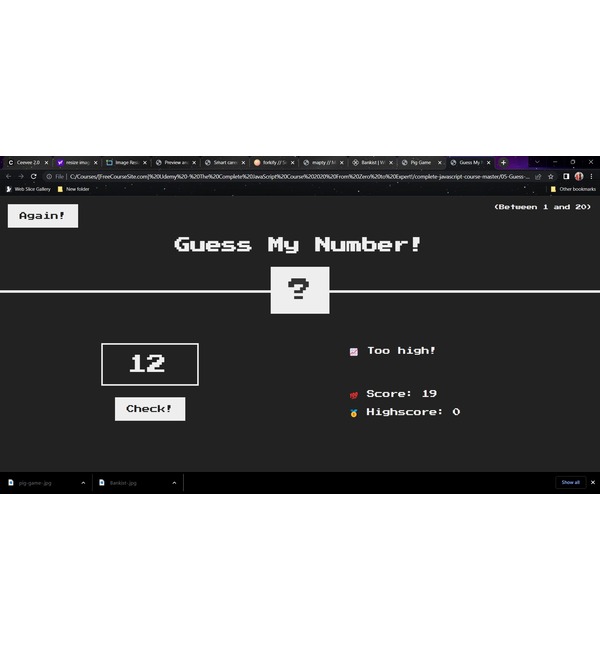 Ceevee 2.0
resize imag
Image Resi
Preview an
Smart cam
forkify // S
mapty // M
Bankist | W
Pig Game
Guess My
File | C:/Courses/[FreeCourseSite.com]%20Udemy%20-%20The%20Complete%20JavaScript%20Course%202020%20From%20Zero%20to%20Expert!/complete-javascript-course-master/05-Guess-...
Web Slice Gallery
New folder
Other bookmarks
Again!
(Between 1 and 20)
Guess My Number!
?
12
Check!
Too high!
Score: 19
Highscore: 0
pig-game.jpg
Bankist.jpg
Show all